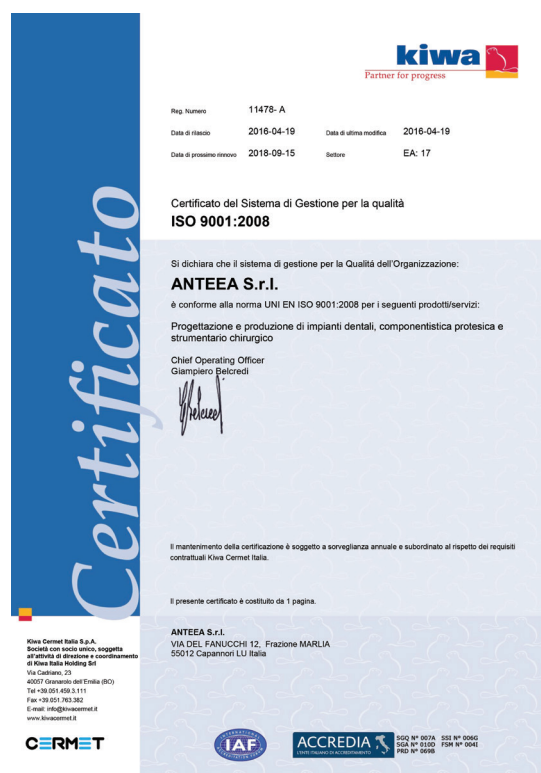 kiwa
Partner for progress
Reg. Numero 11478- A
Data di rilascio 2016-04-19 Data di ultima modifica 2016-04-19
Data di prossimo rinnovo 2018-09-15 Settore EA: 17
Certificato
Certificato del Sistema di Gestione per la qualità
ISO 9001:2008
Si dichiara che il sistema di gestione per la Qualitá dell'Organizzazione:
ANTEEA S.r.l.
è conforme alla norma UNI EN ISO 9001:2008 per i seguenti prodotti/servizi:
Progettazione e produzione di impianti dentali, componentistica protesica e
strumentario chirurgico
Chief Operating Officer
Giampiero Belcredi
Il mantenimento della certificazione è soggetto a sorveglianza annuale e subordinato al rispetto dei requisiti
contrattuali Kiwa Cermet Italia.
Il presente certificato è costituito da 1 pagina.
ANTEEA S.r.l.
VIA DEL FANUCCHI 12, Frazione MARLIA
55012 Capannori LU Italia
Kiwa Cermet Italia S.p.A.
Società con socio unico, soggetta
all'attività di direzione e coordinamento
di Kiwa Italia Holding Srl
Via Cadriano, 23
40057 Granarolo dell'Emilia (BO)
Tel +39.051.459.3.111
Fax +39.051.763.382
E-mail: info@kiwacermet.it
www.kiwacermet.it
CERMET
IAF
ACCREDIA
L'ENTE ITALIANO DI ACCREDITAMENTO
SGQ N° 007A SSI N° 006G
SGA N° 010D FSM N° 004I
PRD N° 069B